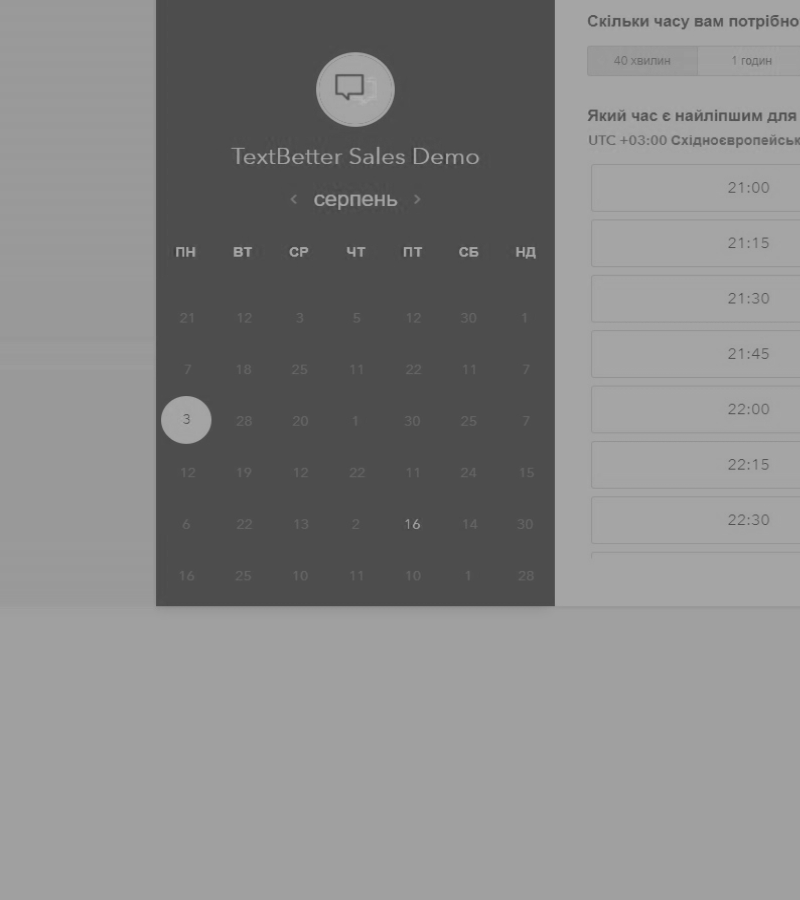 TextBetter Sales Demo
‹ серпень ›
ПН ВТ СР ЧТ ПТ СБ НД
21 12 3 5 12 30 1
7 18 25 11 22 11 7
3 28 20 1 30 25 7
12 19 12 22 11 24 15
6 22 13 2 16 14 30
16 25 10 11 10 1 28
Скільки часу вам потрібно
40 хвилин 1 годин
Який час є найліпшим для
UTC +03:00 Східноєвропейськ
21:00
21:15
21:30
21:45
22:00
22:15
22:30